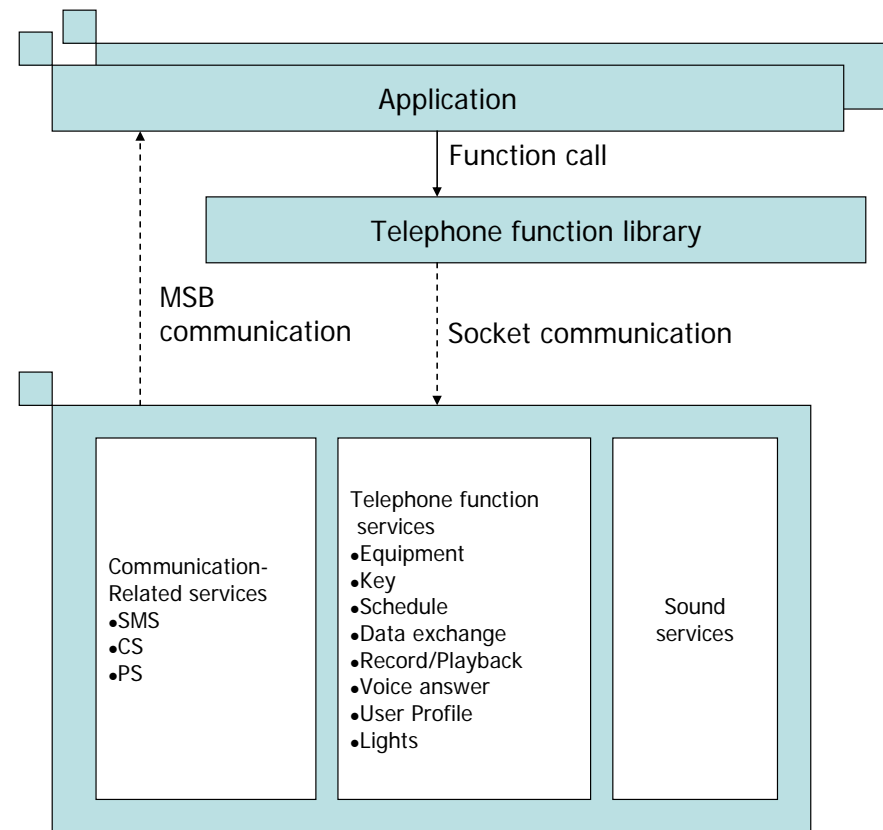 Application
Function call
Telephone function library
MSB
communication
Socket communication
Communication-
Related services
●SMS
●CS
●PS
Telephone function
services
●Equipment
●Key
●Schedule
●Data exchange
●Record/Playback
●Voice answer
●User Profile
●Lights
Sound
services